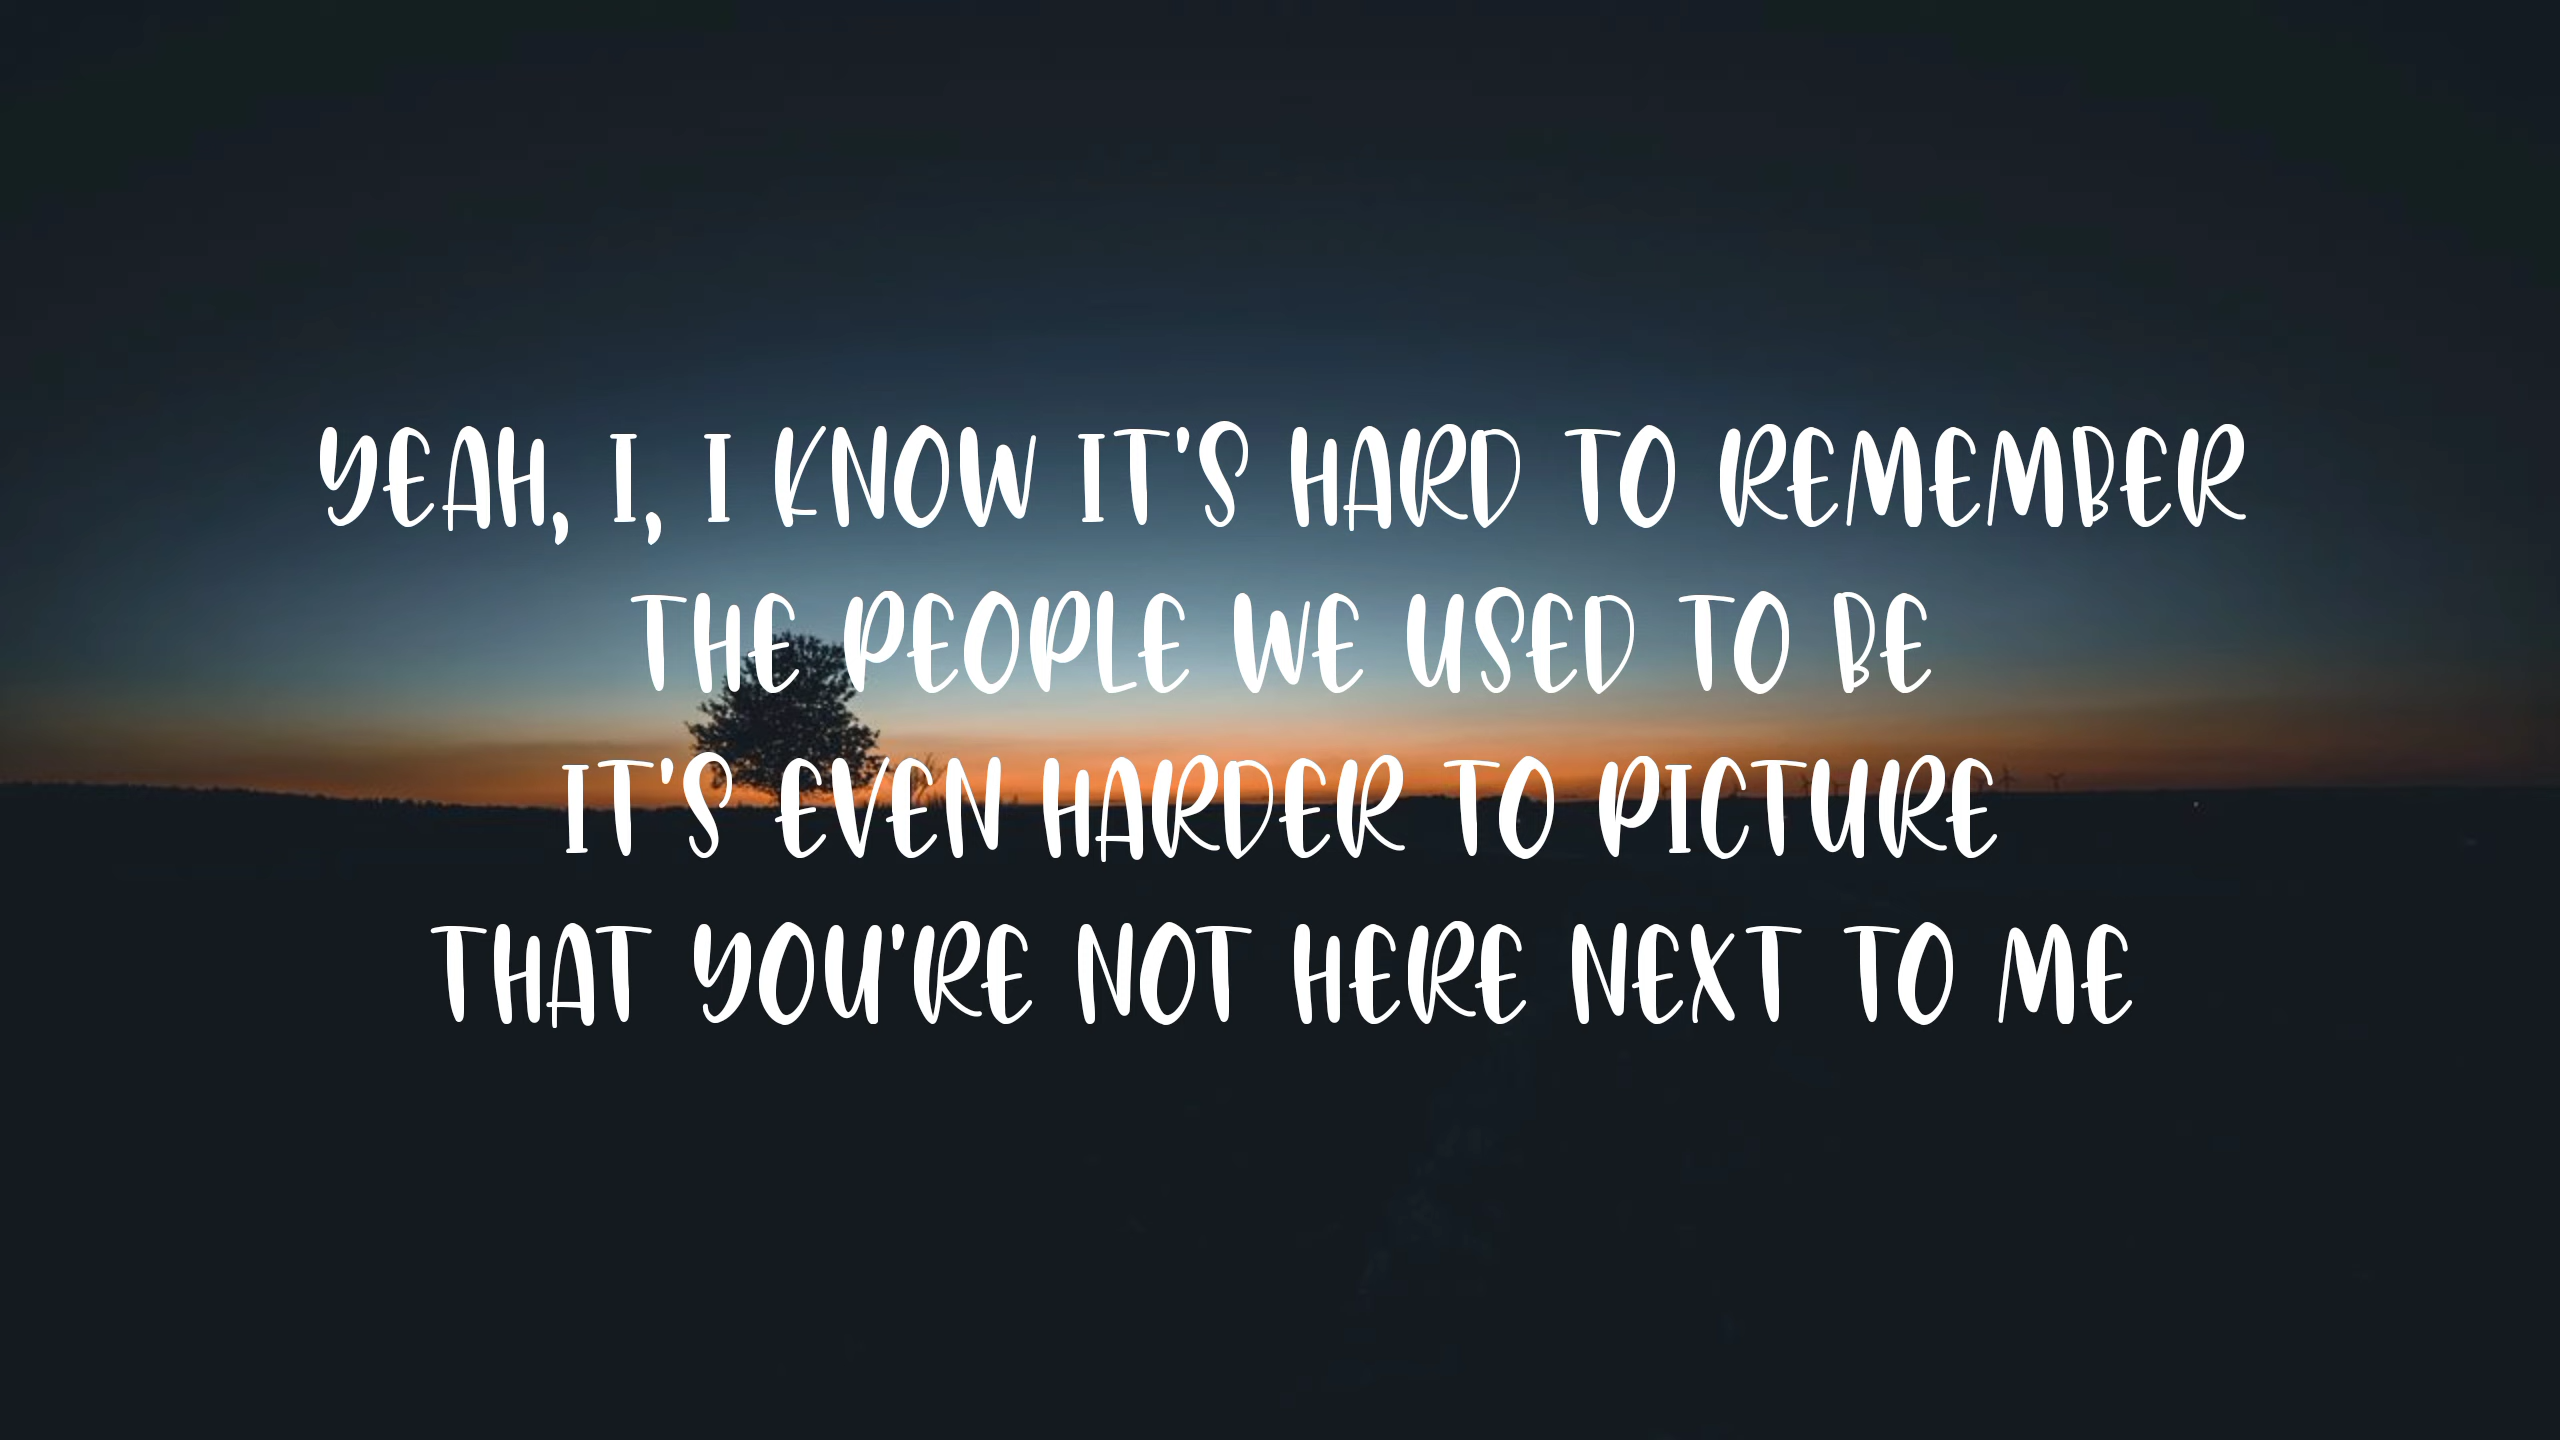 YEAH, I, I KNOW IT'S HARD TO REMEMBER
THE PEOPLE WE USED TO BE
IT'S EVEN HARDER TO PICTURE
THAT YOU'RE NOT HERE NEXT TO ME